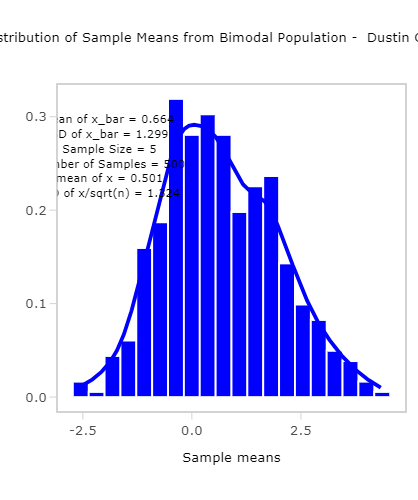 stribution of Sample Means from Bimodal Population - Dustin
an of x_bar = 0.664
D of x_bar = 1.299
Sample Size = 5
ber of Samples = 500
mean of x = 0.501
of x/sqrt(n) = 1.324
0.3
0.2
0.1
0.0
-2.5
0.0
2.5
Sample means